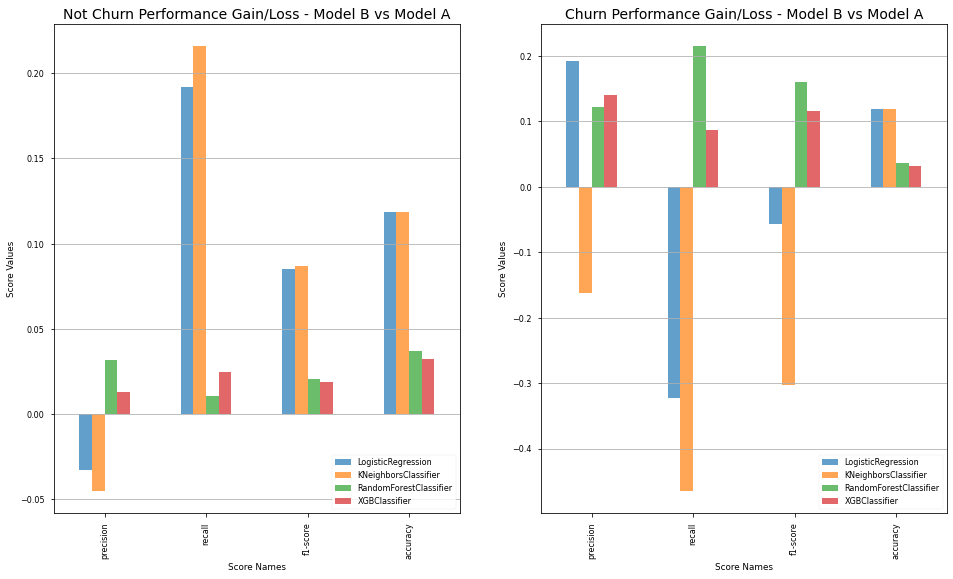 Not Churn Performance Gain/Loss - Model B vs Model A
Score Values
0.20
0.15
0.10
0.05
0.00
−0.05
precision
recall
f1-score
accuracy
Score Names
LogisticRegression
KNeighborsClassifier
RandomForestClassifier
XGBClassifier
Churn Performance Gain/Loss - Model B vs Model A
Score Values
0.2
0.1
0.0
−0.1
−0.2
−0.3
−0.4
precision
recall
f1-score
accuracy
Score Names
LogisticRegression
KNeighborsClassifier
RandomForestClassifier
XGBClassifier